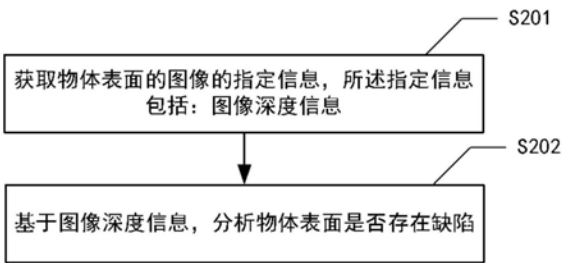 S201
获取物体表面的图像的指定信息，所述指定信息
包括：图像深度信息
S202
基于图像深度信息，分析物体表面是否存在缺陷